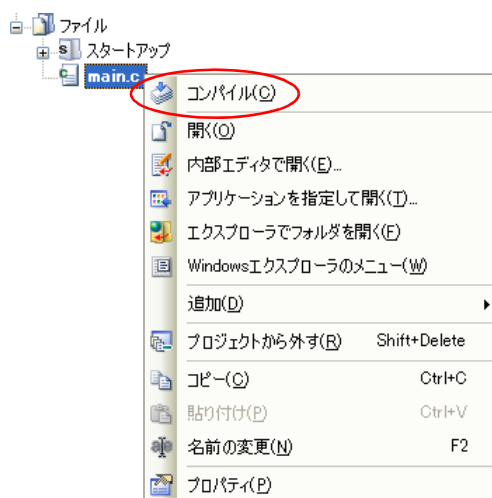 ファイル
スタートアップ
main.c
コンパイル(C)
開く(O)
内部エディタで開く(E)...
アプリケーションを指定して開く(T)...
エクスプローラでフォルダを開く(F)
Windowsエクスプローラのメニュー(W)
追加(D)
プロジェクトから外す(R) Shift+Delete
コピー(C) Ctrl+C
貼り付け(P) Ctrl+V
名前の変更(N) F2
プロパティ(P)